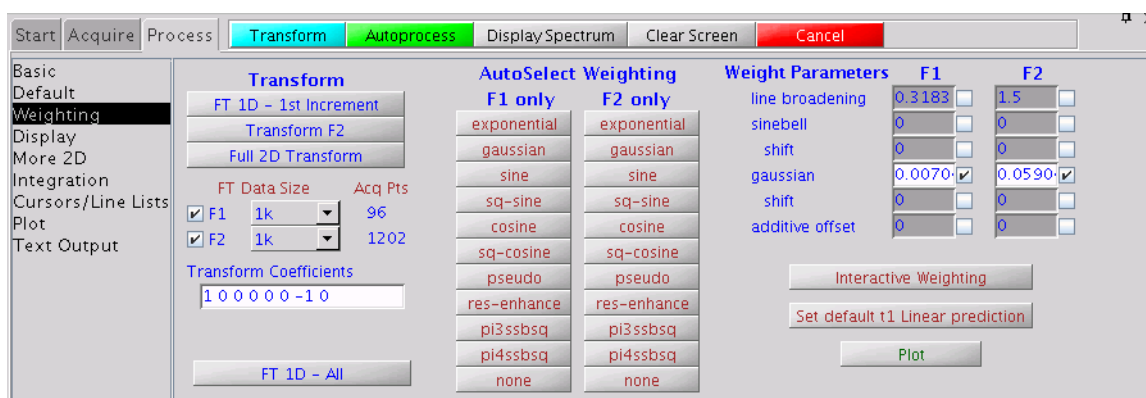 Start Acquire Process Transform Autoprocess Display Spectrum Clear Screen Cancel
Basic
Default
Weighting
Display
More 2D
Integration
Cursors/Line Lists
Plot
Text Output
Transform
FT 1D - 1st Increment
Transform F2
Full 2D Transform
FT Data Size Acq Pts
F1 1k 96
F2 1k 1202
Transform Coefficients
1 0 0 0 0 0 -1 0
FT 1D - All
AutoSelect Weighting
F1 only F2 only
exponential exponential
gaussian gaussian
sine sine
sq-sine sq-sine
cosine cosine
sq-cosine sq-cosine
pseudo pseudo
res-enhance res-enhance
pi3ssbsq pi3ssbsq
pi4ssbsq pi4ssbsq
none none
Weight Parameters F1 F2
line broadening 0.3183 1.5
sinebell 0 0
shift 0 0
gaussian 0.0070 0.0590
shift 0 0
additive offset 0 0
Interactive Weighting
Set default t1 Linear prediction
Plot